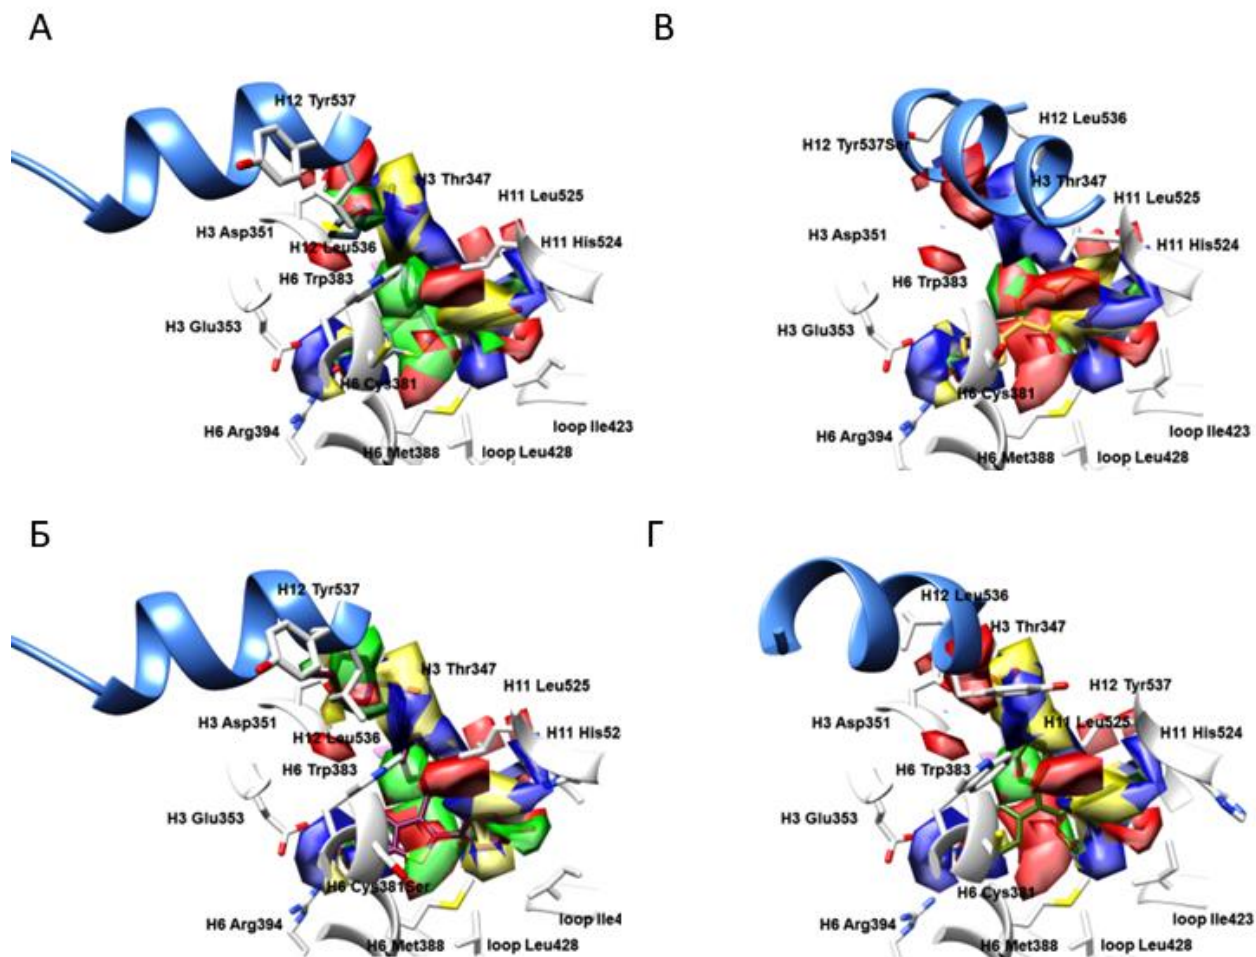 А
H12 Tyr537
H3 Thr347
H11 Leu525
H3 Asp351
H12 Leu536
H11 His524
H6 Trp383
H3 Glu353
H6 Cys381
H6 Arg394
H6 Met388
loop Leu428
loop Ile423
В
H12 Leu536
H12 Tyr537Ser
H3 Thr347
H11 Leu525
H3 Asp351
H11 His524
H6 Trp383
H3 Glu353
H6 Cys381
H6 Arg394
H6 Met388
loop Leu428
loop Ile423
Б
H12 Tyr537
H3 Thr347
H11 Leu525
H3 Asp351
H12 Leu536
H11 His52
H6 Trp383
H3 Glu353
H6 Cys381Ser
H6 Arg394
H6 Met388
loop Leu428
loop Ile4
Г
H12 Leu536
H3 Thr347
H12 Tyr537
H3 Asp351
H11 Leu525
H11 His524
H6 Trp383
H3 Glu353
H6 Cys381
H6 Arg394
H6 Met388
loop Leu428
loop Ile423